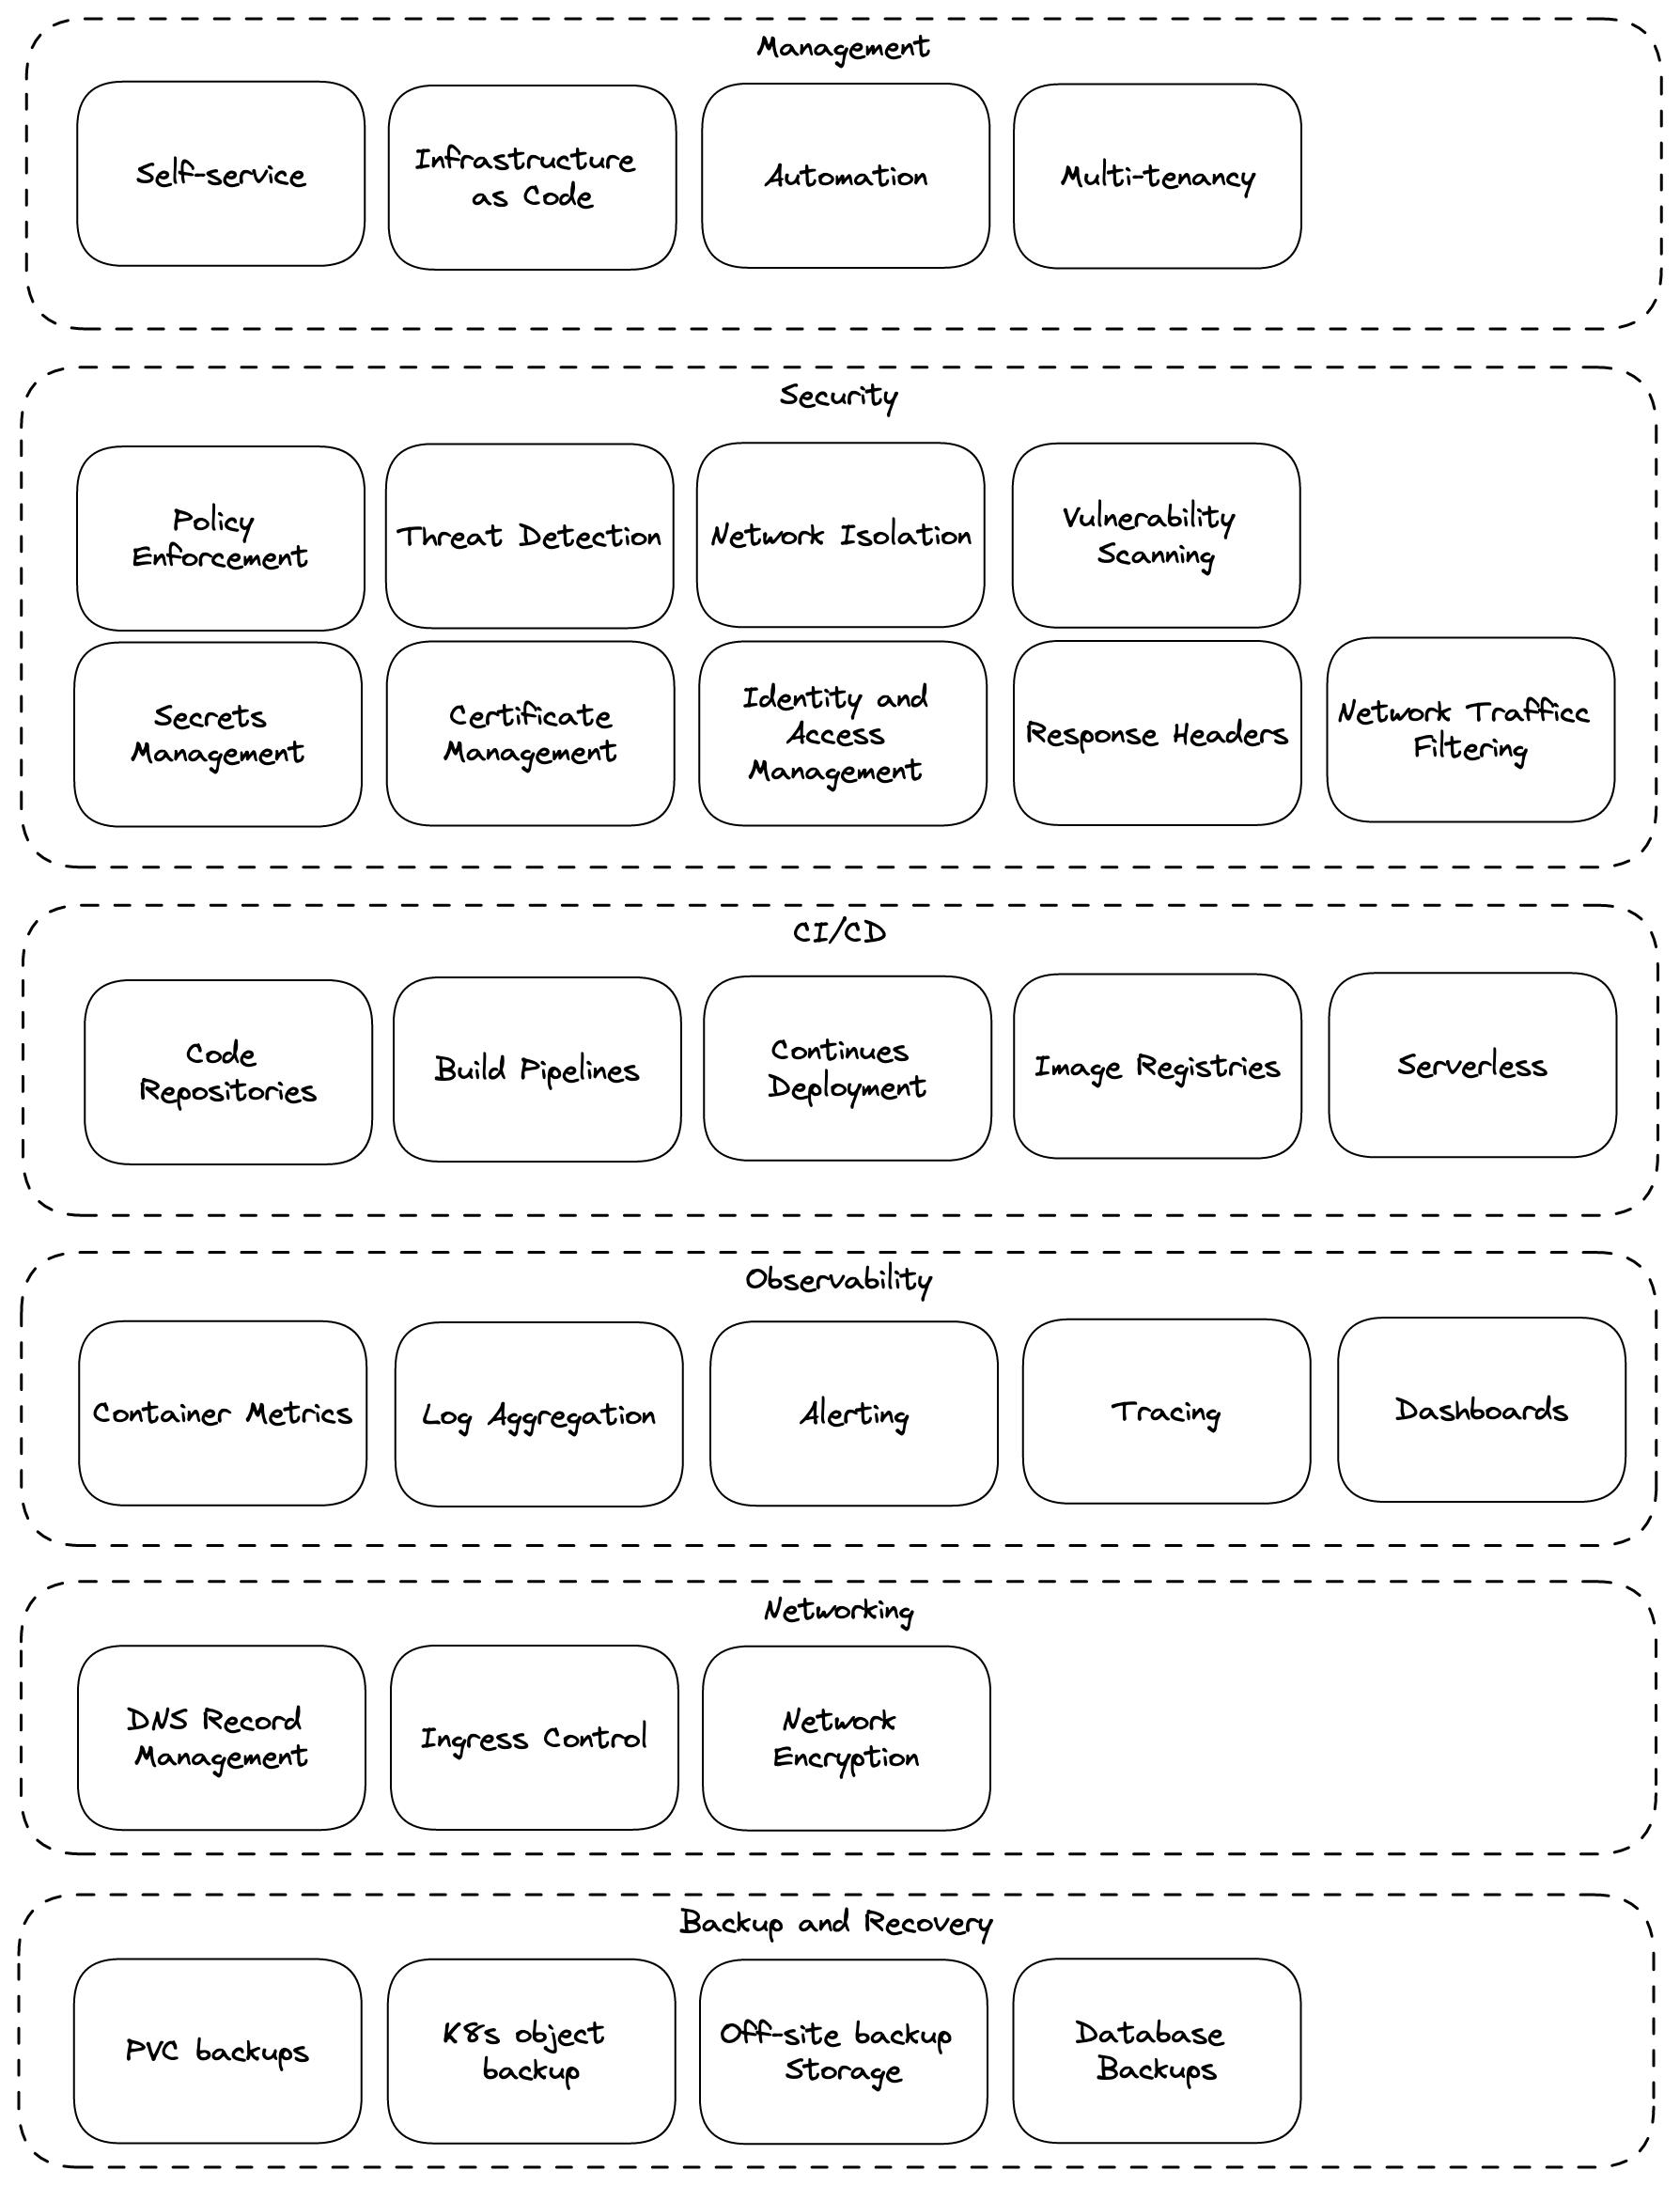 Management
Self-service
Infrastructure
as Code
Automation
Multi-tenancy
Security
Policy
Enforcement
Threat Detection
Network Isolation
Vulnerability
Scanning
Secrets
Management
Certificate
Management
Identity and
Access
Management
Response Headers
Network Trafficc
Filtering
CI/CD
Code
Repositories
Build Pipelines
Continues
Deployment
Image Registries
Serverless
Observability
Container Metrics
Log Aggregation
Alerting
Tracing
Dashboards
Networking
DNS Record
Management
Ingress Control
Network
Encryption
Backup and Recovery
PVC backups
K8s object
backup
Off-site backup
Storage
Database
Backups